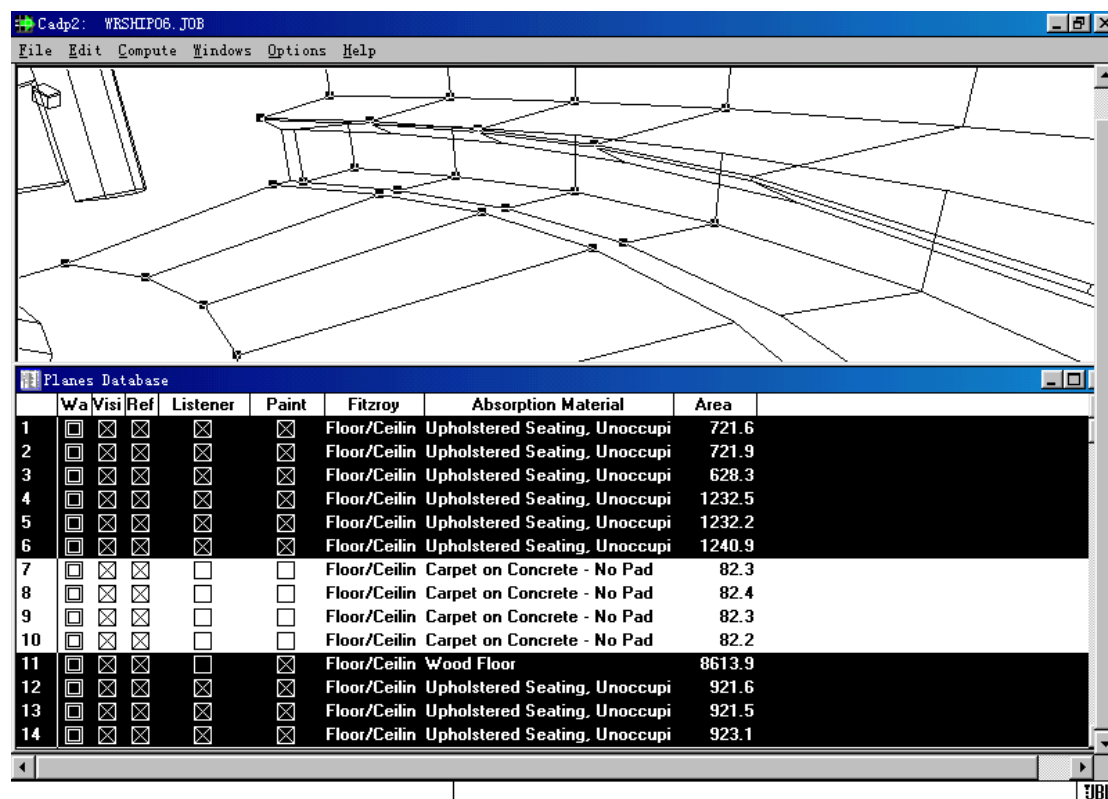 Cadp2: WRSHIP06.JOB
File Edit Compute Windows Options Help
Planes Database
Wa Visi Ref Listener Paint Fitzroy Absorption Material Area
1 Floor/Ceilin Upholstered Seating, Unoccupi 721.6
2 Floor/Ceilin Upholstered Seating, Unoccupi 721.9
3 Floor/Ceilin Upholstered Seating, Unoccupi 628.3
4 Floor/Ceilin Upholstered Seating, Unoccupi 1232.5
5 Floor/Ceilin Upholstered Seating, Unoccupi 1232.2
6 Floor/Ceilin Upholstered Seating, Unoccupi 1240.9
7 Floor/Ceilin Carpet on Concrete - No Pad 82.3
8 Floor/Ceilin Carpet on Concrete - No Pad 82.4
9 Floor/Ceilin Carpet on Concrete - No Pad 82.3
10 Floor/Ceilin Carpet on Concrete - No Pad 82.2
11 Floor/Ceilin Wood Floor 8613.9
12 Floor/Ceilin Upholstered Seating, Unoccupi 921.6
13 Floor/Ceilin Upholstered Seating, Unoccupi 921.5
14 Floor/Ceilin Upholstered Seating, Unoccupi 923.1